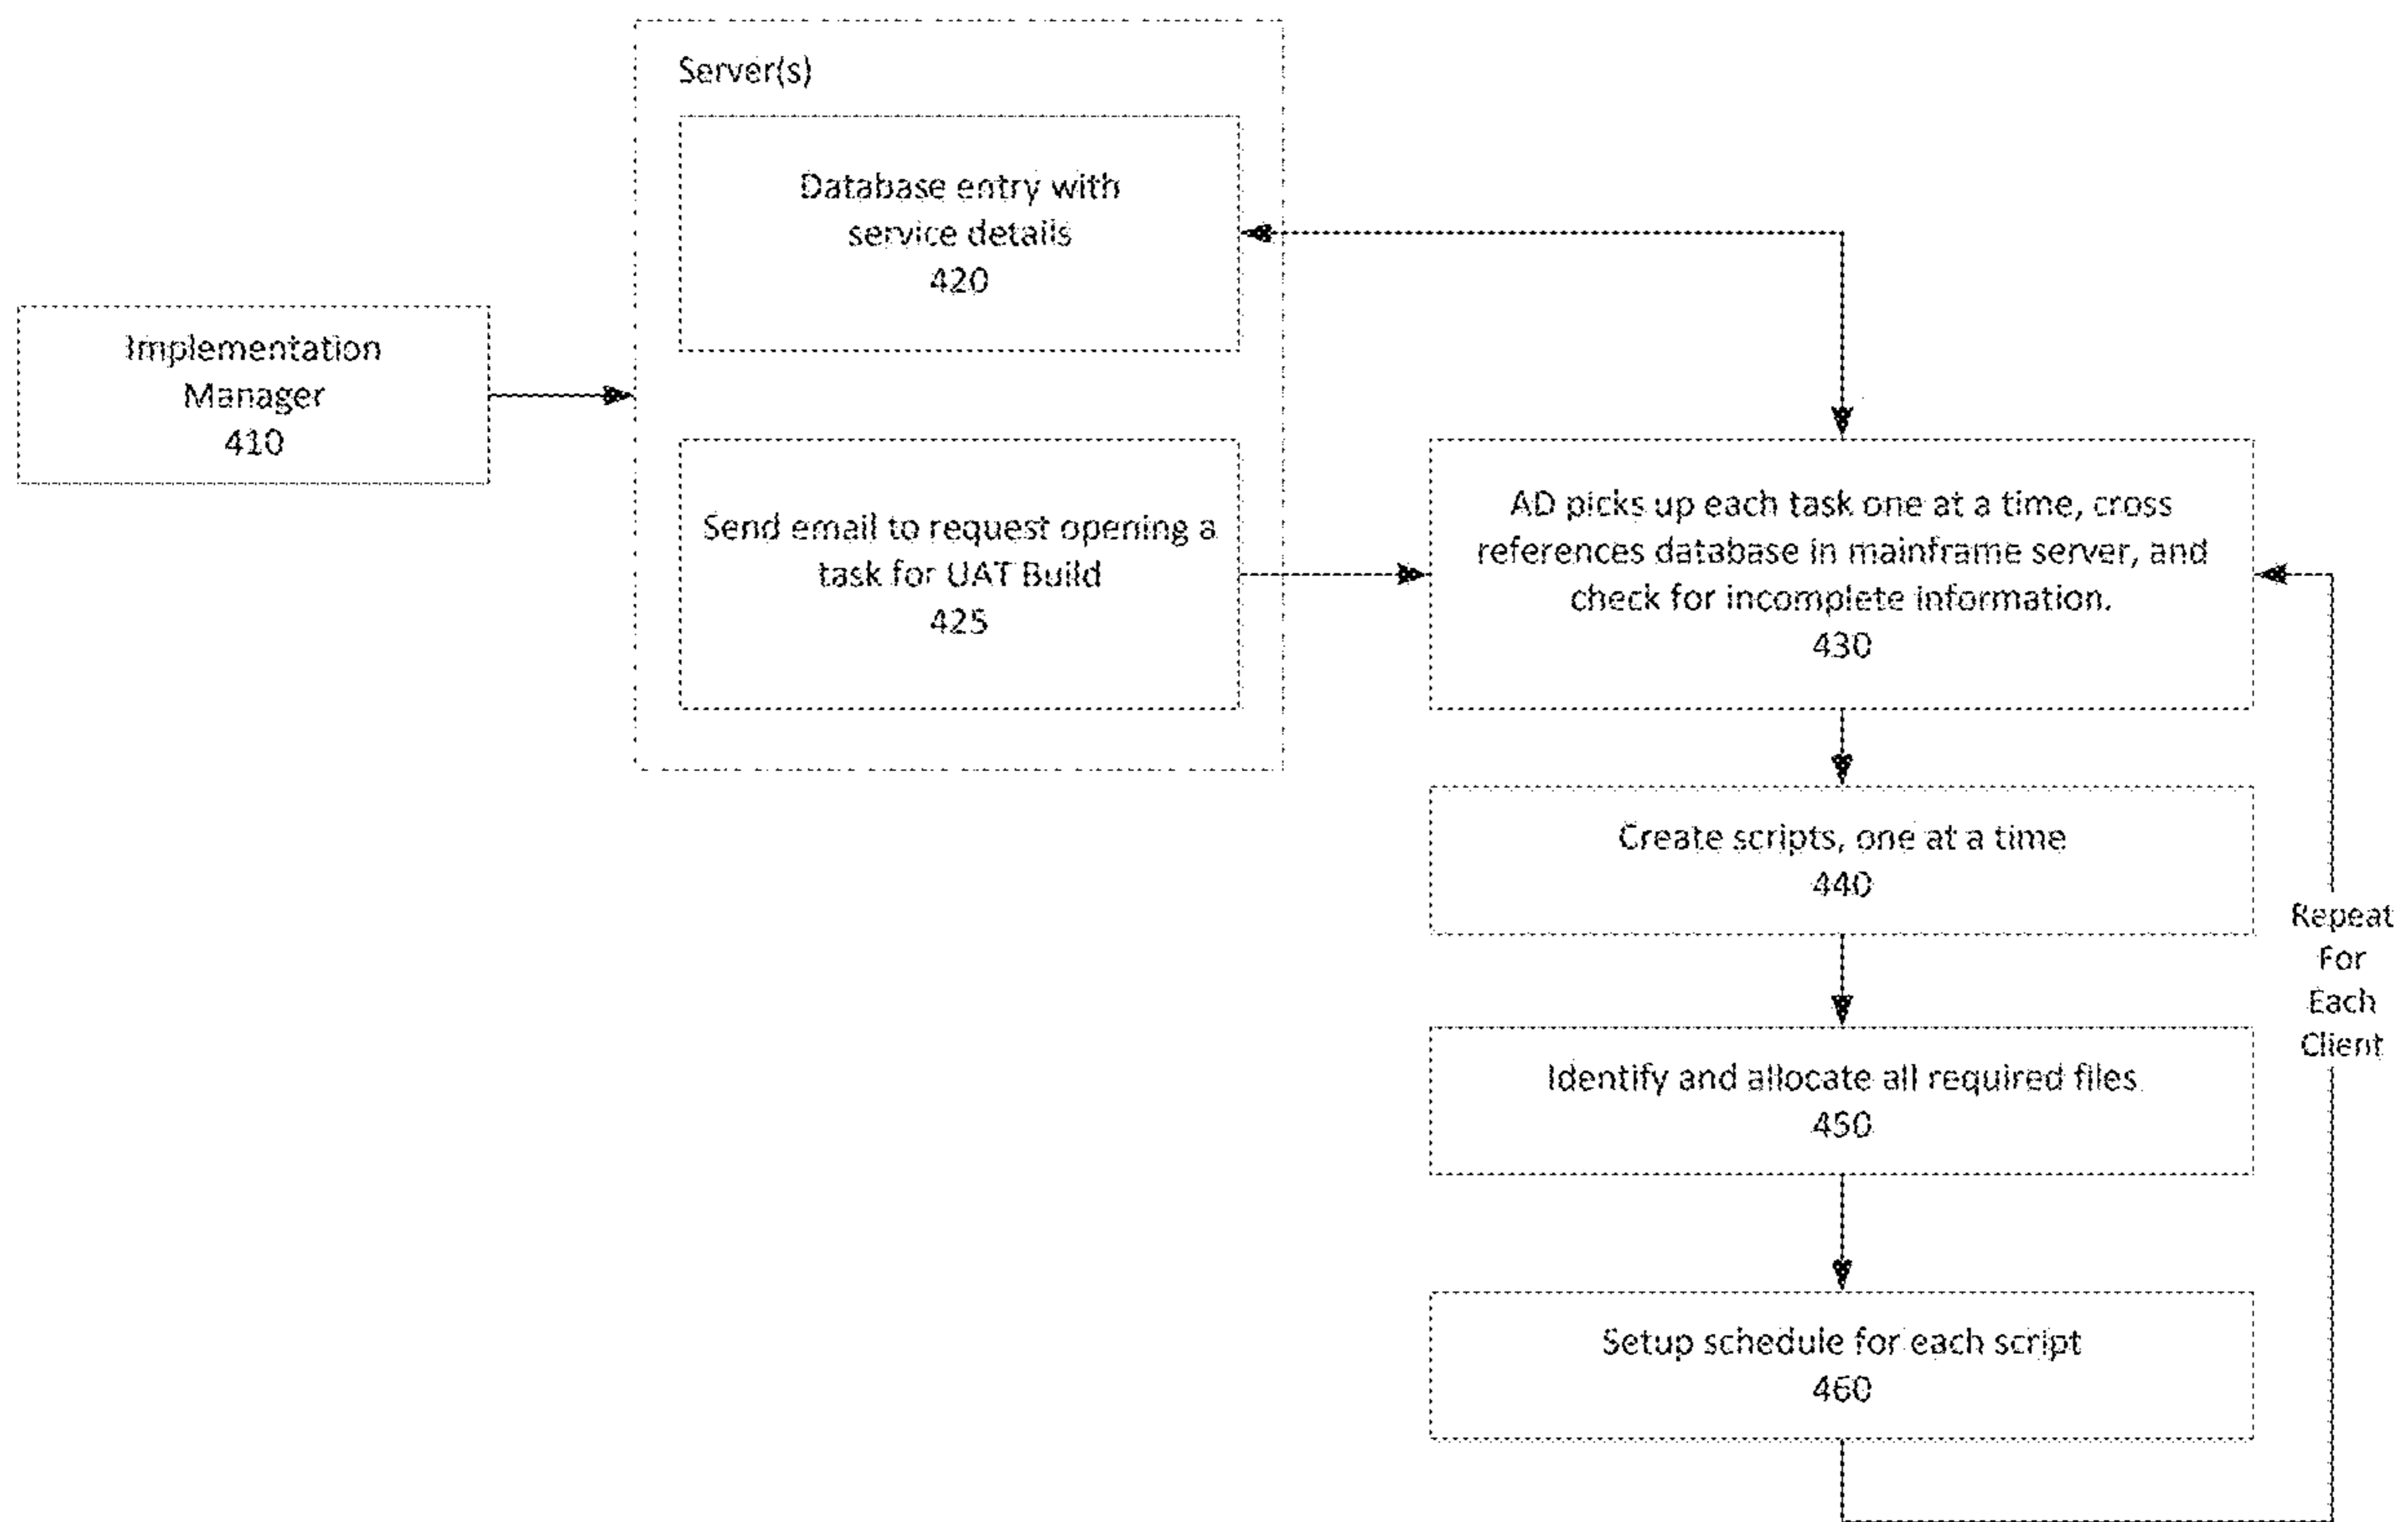 Server(s)
Database entry with
service details
420
Implementation
Manager
410
Send email to request opening a
task for UAT Build
425
AD picks up each task one at a time, cross
references database in mainframe server, and
check for incomplete information.
430
Create scripts, one at a time
440
Repeat
For
Each
Client
Identify and allocate all required files
450
Setup schedule for each script
460